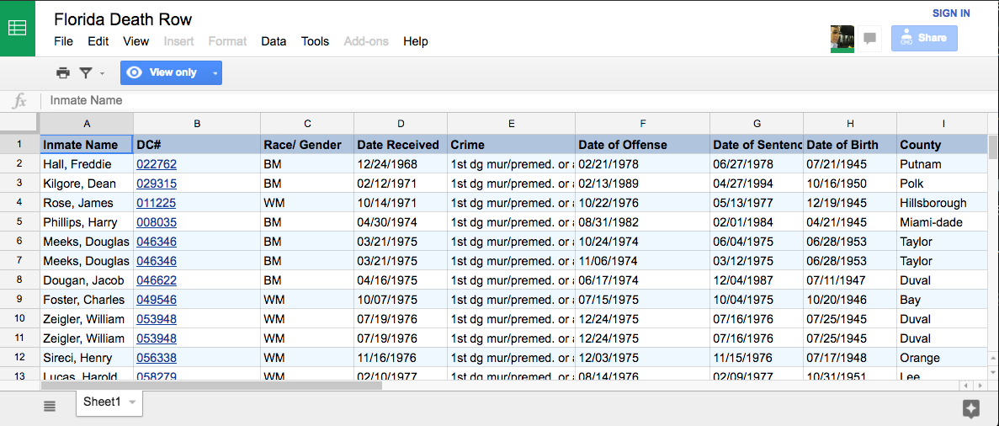 SIGN IN
Florida Death Row
File Edit View Insert Format Data Tools Add-ons Help
Share
View only
fx Inmate Name
A B C D E F G H I
1 Inmate Name DC# Race/ Gender Date Received Crime Date of Offense Date of Sentenc Date of Birth County
2 Hall, Freddie 022762 BM 12/24/1968 1st dg mur/premed. or a 02/21/1978 06/27/1978 07/21/1945 Putnam
3 Kilgore, Dean 029315 BM 02/12/1971 1st dg mur/premed. or a 02/13/1989 04/27/1994 10/16/1950 Polk
4 Rose, James 011225 WM 10/14/1971 1st dg mur/premed. or a 10/22/1976 05/13/1977 12/19/1945 Hillsborough
5 Phillips, Harry 008035 BM 04/30/1974 1st dg mur/premed. or a 08/31/1982 02/01/1984 04/21/1945 Miami-dade
6 Meeks, Douglas 046346 BM 03/21/1975 1st dg mur/premed. or a 10/24/1974 06/04/1975 06/28/1953 Taylor
7 Meeks, Douglas 046346 BM 03/21/1975 1st dg mur/premed. or a 11/06/1974 03/12/1975 06/28/1953 Taylor
8 Dougan, Jacob 046622 BM 04/16/1975 1st dg mur/premed. or a 06/17/1974 12/04/1987 07/11/1947 Duval
9 Foster, Charles 049546 WM 10/07/1975 1st dg mur/premed. or a 07/15/1975 10/04/1975 10/20/1946 Bay
10 Zeigler, William 053948 WM 07/19/1976 1st dg mur/premed. or a 12/24/1975 07/16/1976 07/25/1945 Duval
11 Zeigler, William 053948 WM 07/19/1976 1st dg mur/premed. or a 12/24/1975 07/16/1976 07/25/1945 Duval
12 Sireci, Henry 056338 WM 11/16/1976 1st dg mur/premed. or a 12/03/1975 11/15/1976 07/17/1948 Orange
13 Lucas, Harold 058279 WM 02/10/1977 1st dg mur/premed. or a 08/14/1976 02/09/1977 10/31/1951 Lee
Sheet1